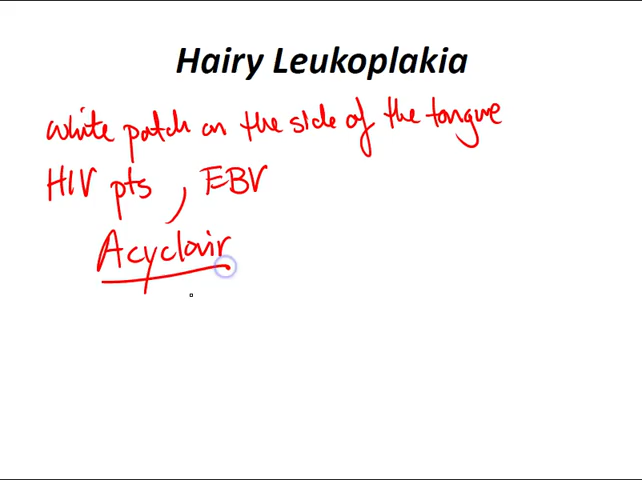 Hairy Leukoplakia
white patch on the side of the tongue
HIV pts, EBV
Acyclovir